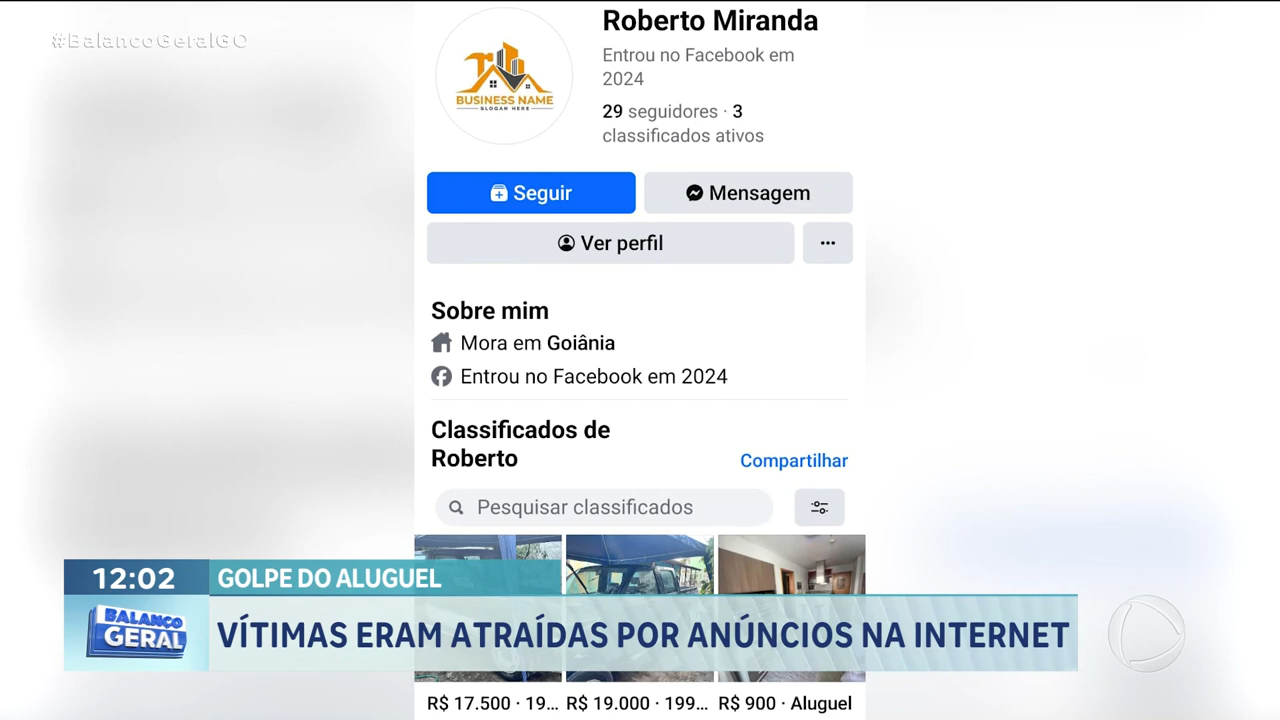 #BalancoGeralGO
Roberto Miranda
Entrou no Facebook em
2024
29 seguidores · 3
classificados ativos
BUSINESS NAME
SLOGAN HERE
Seguir
Mensagem
Ver perfil
Sobre mim
Mora em Goiânia
Entrou no Facebook em 2024
Classificados de
Roberto
Compartilhar
Pesquisar classificados
12:02
GOLPE DO ALUGUEL
BALANÇO
GERAL
VÍTIMAS ERAM ATRAÍDAS POR ANÚNCIOS NA INTERNET
R$ 17.500 · 19...
R$ 19.000 · 199...
R$ 900 · Aluguel